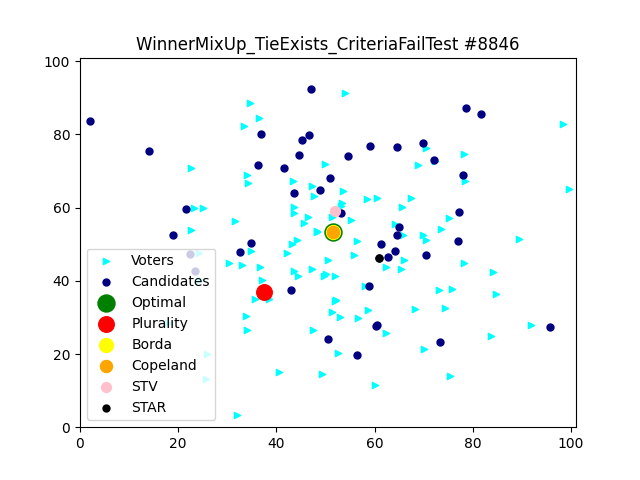 WinnerMixUp_TieExists_CriteriaFailTest #8846
100
80
60
40
20
0
Voters
Candidates
Optimal
Plurality
Borda
Copeland
STV
STAR
0
20
40
60
80
100